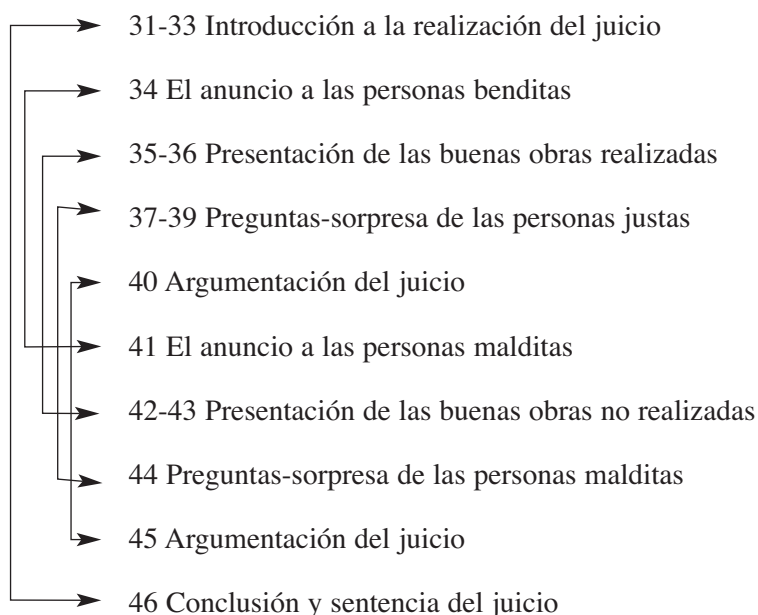 31-33 Introducción a la realización del juicio
34 El anuncio a las personas benditas
35-36 Presentación de las buenas obras realizadas
37-39 Preguntas-sorpresa de las personas justas
40 Argumentación del juicio
41 El anuncio a las personas malditas
42-43 Presentación de las buenas obras no realizadas
44 Preguntas-sorpresa de las personas malditas
45 Argumentación del juicio
46 Conclusión y sentencia del juicio